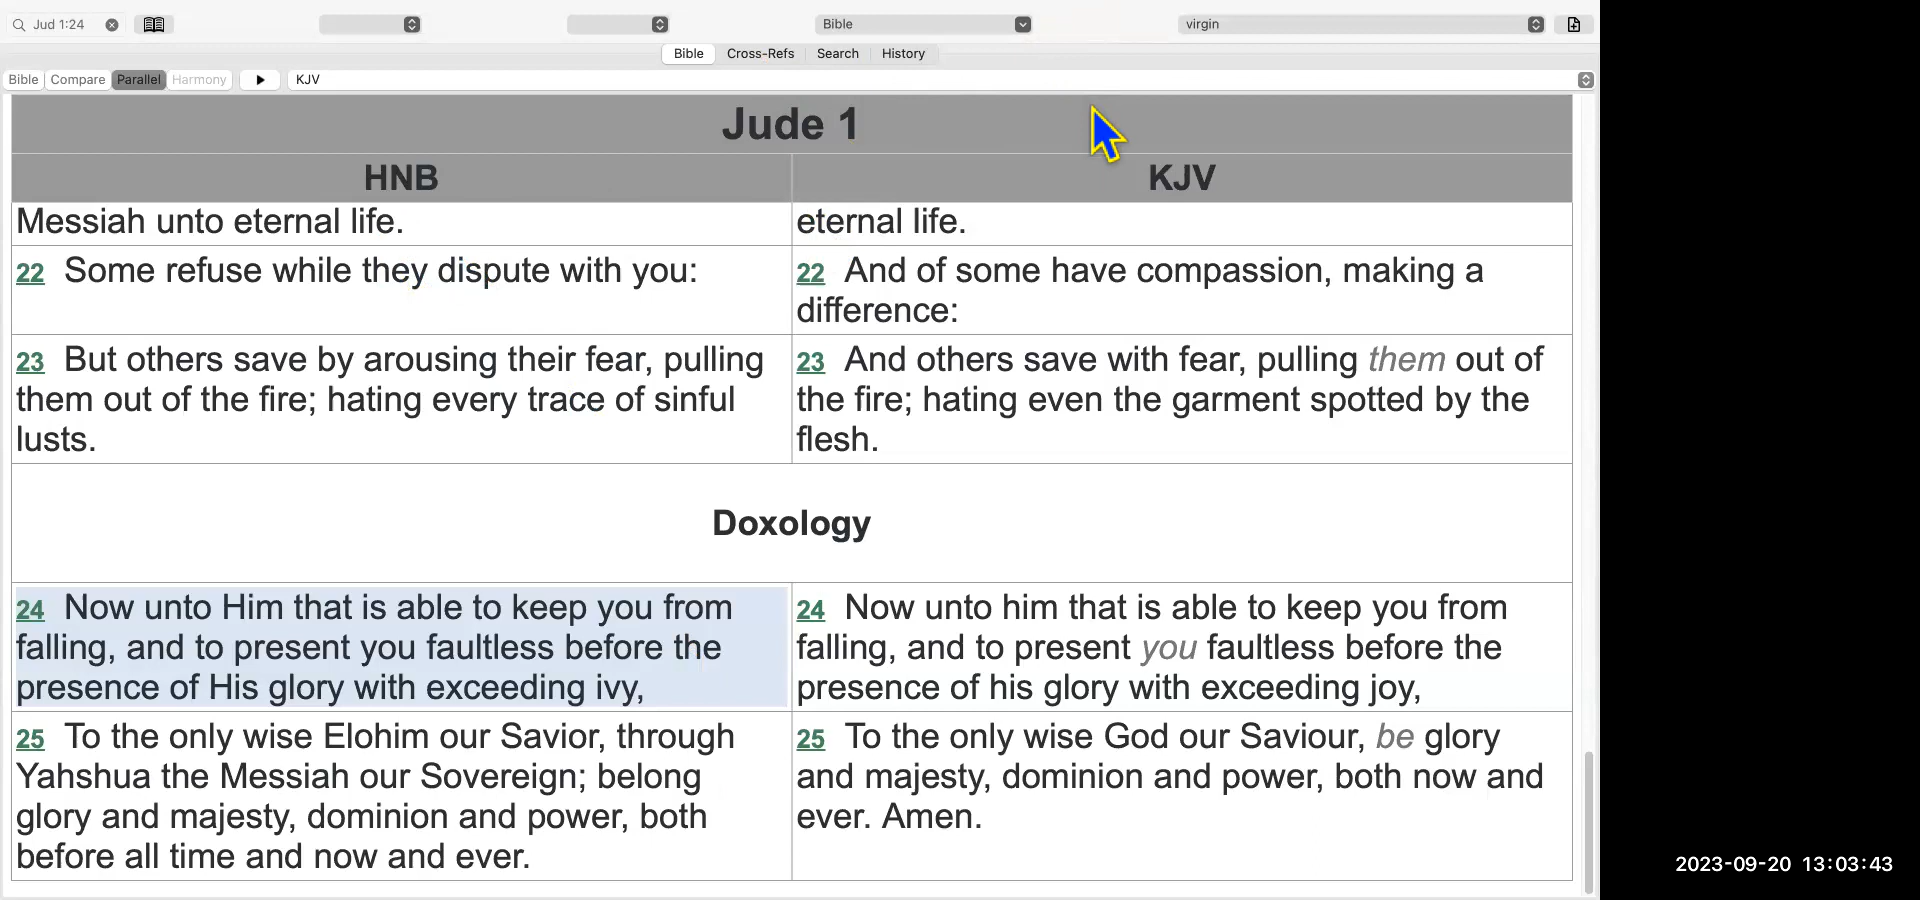 Jud 1:24
Bible
virgin
Bible Cross-Refs Search History
Bible Compare Parallel Harmony KJV
Jude 1
HNB
KJV
Messiah unto eternal life.
eternal life.
22 Some refuse while they dispute with you:
22 And of some have compassion, making a
difference:
23 But others save by arousing their fear, pulling
them out of the fire; hating every trace of sinful
lusts.
23 And others save with fear, pulling them out of
the fire; hating even the garment spotted by the
flesh.
Doxology
24 Now unto Him that is able to keep you from
falling, and to present you faultless before the
presence of His glory with exceeding ivy,
24 Now unto him that is able to keep you from
falling, and to present you faultless before the
presence of his glory with exceeding joy,
25 To the only wise Elohim our Savior, through
Yahshua the Messiah our Sovereign; belong
glory and majesty, dominion and power, both
before all time and now and ever.
25 To the only wise God our Saviour, be glory
and majesty, dominion and power, both now and
ever. Amen.
2023-09-20 13:03:43